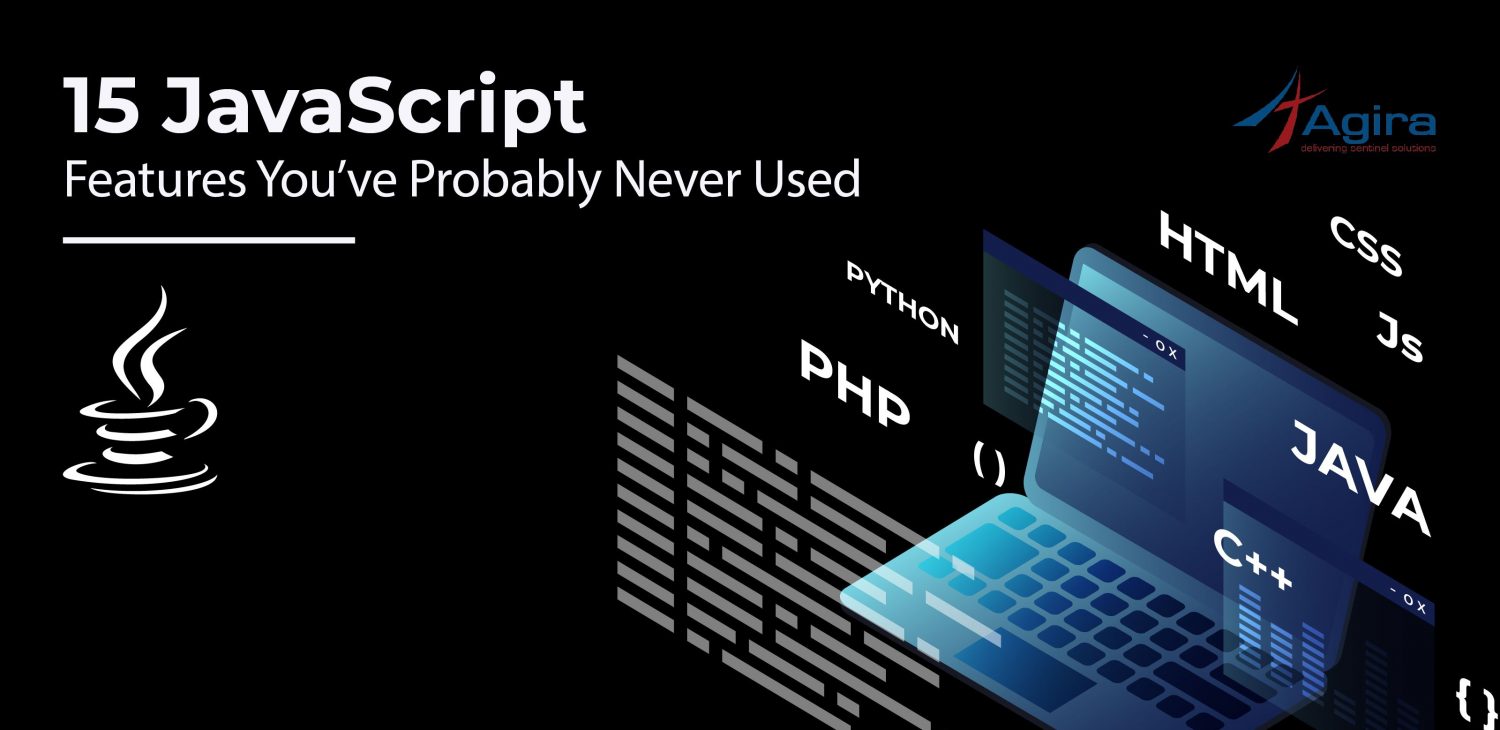 15 JavaScript
Features You've Probably Never Used
Agira
delivering sentinel solutions
CSS
HTML
Js
PYTHON
- O X
PHP
JAVA
( )
C++
- O X
{ }